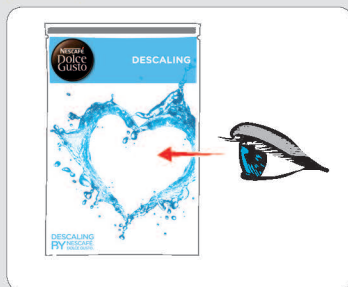 NESCAFÉ
Dolce
Gusto
DESCALING
DESCALING
BY NESCAFÉ
DOLCE GUSTO